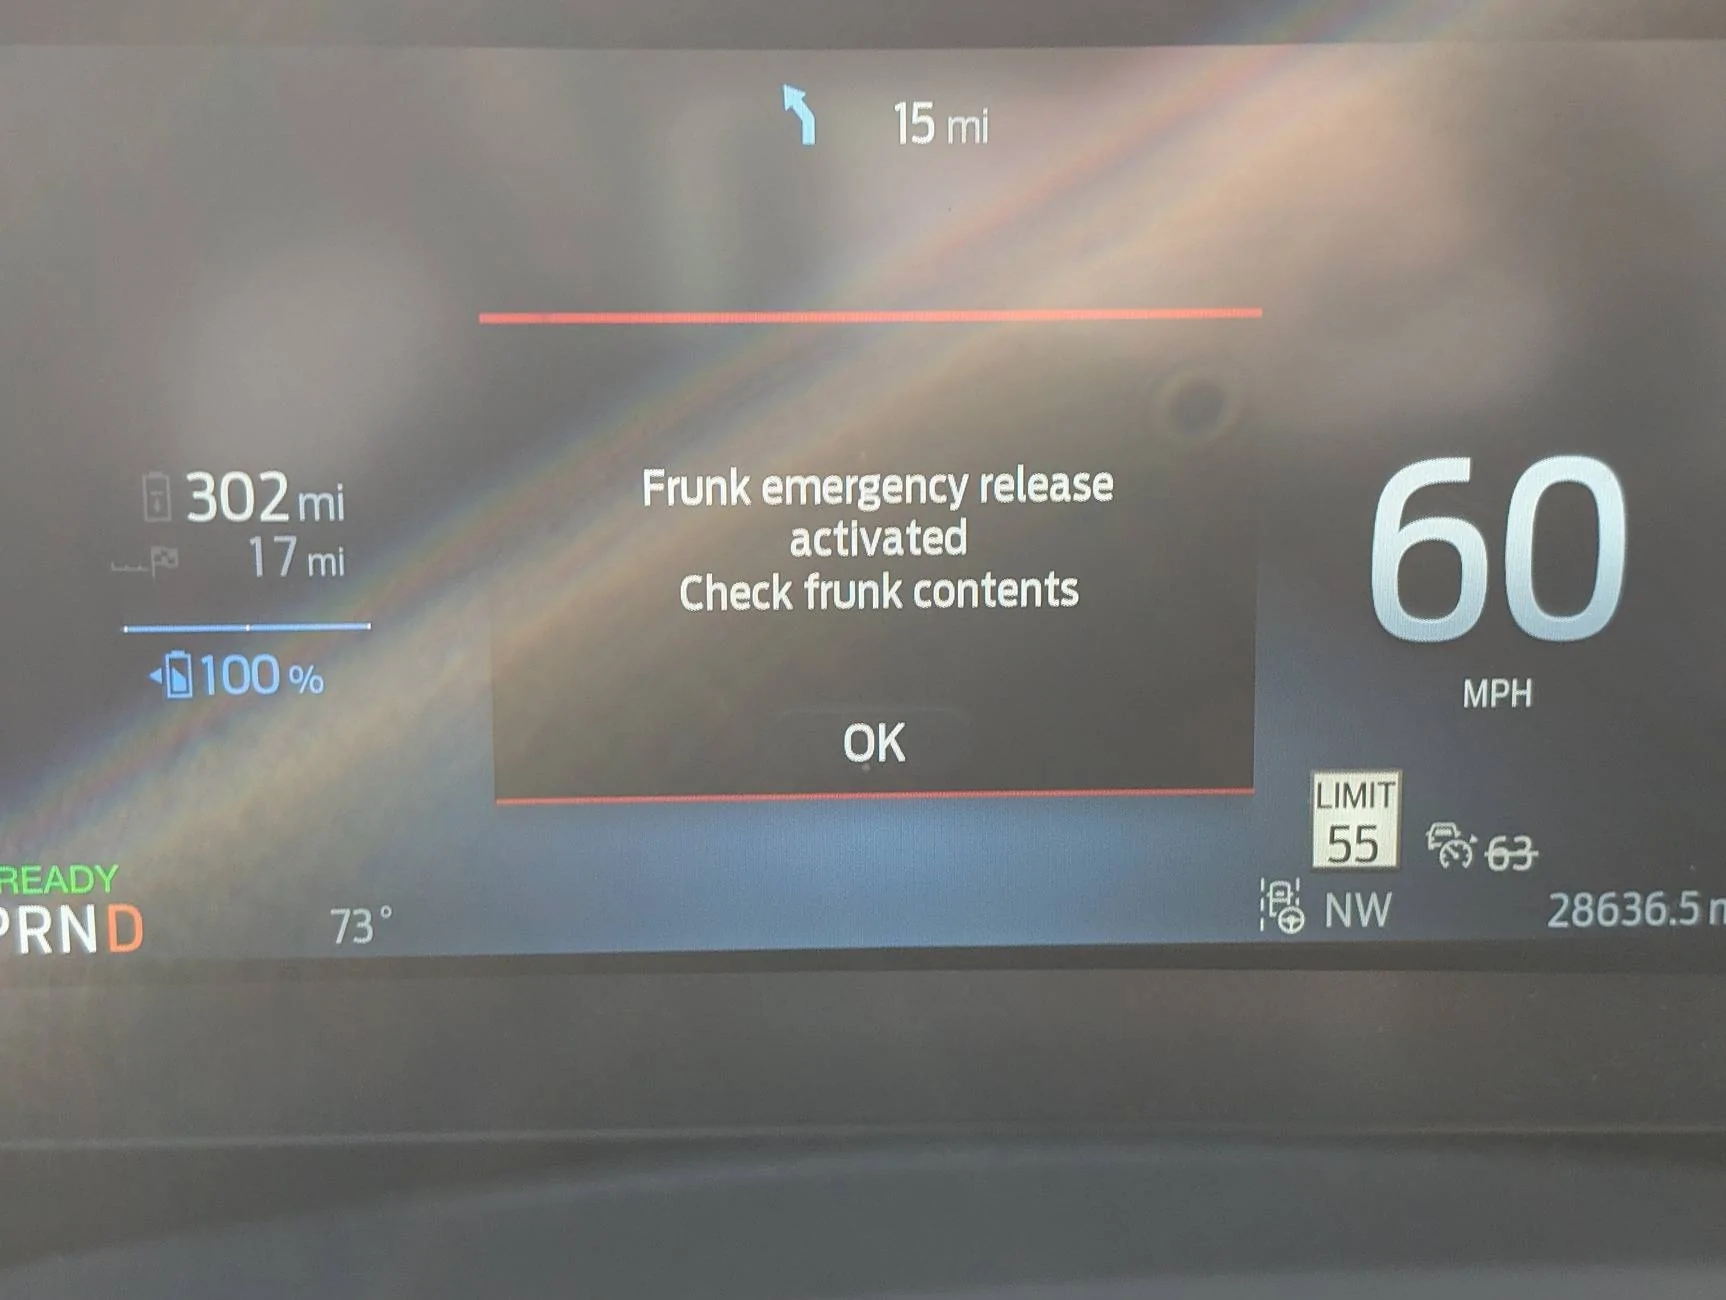 15 mi
302 mi
17 mi
100 %
Frunk emergency release
activated
Check frunk contents
OK
60
MPH
LIMIT
55
63
READY
PRND
73°
NW
28636.5 m